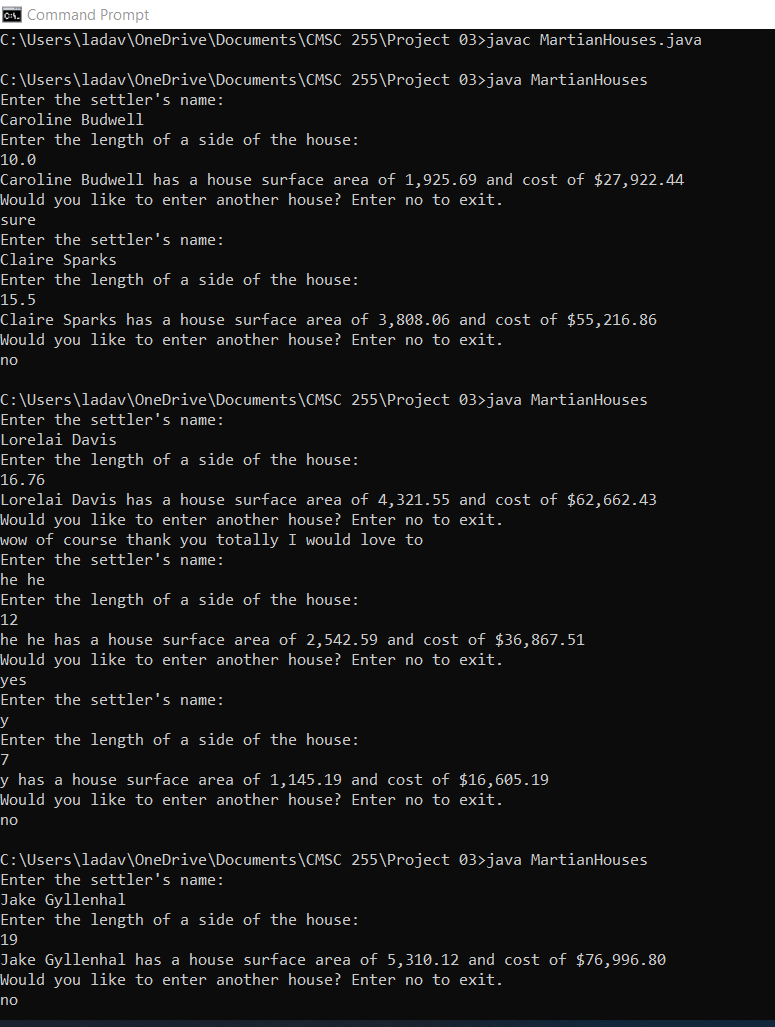 Command Prompt
C:\Users\ladav\OneDrive\Documents\CMSC 255\Project 03>javac MartianHouses.java
C:\Users\ladav\OneDrive\Documents\CMSC 255\Project 03>java MartianHouses
Enter the settler's name:
Caroline Budwell
Enter the length of a side of the house:
10.0
Caroline Budwell has a house surface area of 1,925.69 and cost of $27,922.44
Would you like to enter another house? Enter no to exit.
sure
Enter the settler's name:
Claire Sparks
Enter the length of a side of the house:
15.5
Claire Sparks has a house surface area of 3,808.06 and cost of $55,216.86
Would you like to enter another house? Enter no to exit.
no
C:\Users\ladav\OneDrive\Documents\CMSC 255\Project 03>java MartianHouses
Enter the settler's name:
Lorelai Davis
Enter the length of a side of the house:
16.76
Lorelai Davis has a house surface area of 4,321.55 and cost of $62,662.43
Would you like to enter another house? Enter no to exit.
wow of course thank you totally I would love to
Enter the settler's name:
he he
Enter the length of a side of the house:
12
he he has a house surface area of 2,542.59 and cost of $36,867.51
Would you like to enter another house? Enter no to exit.
yes
Enter the settler's name:
y
Enter the length of a side of the house:
7
y has a house surface area of 1,145.19 and cost of $16,605.19
Would you like to enter another house? Enter no to exit.
no
C:\Users\ladav\OneDrive\Documents\CMSC 255\Project 03>java MartianHouses
Enter the settler's name:
Jake Gyllenhal
Enter the length of a side of the house:
19
Jake Gyllenhal has a house surface area of 5,310.12 and cost of $76,996.80
Would you like to enter another house? Enter no to exit.
no